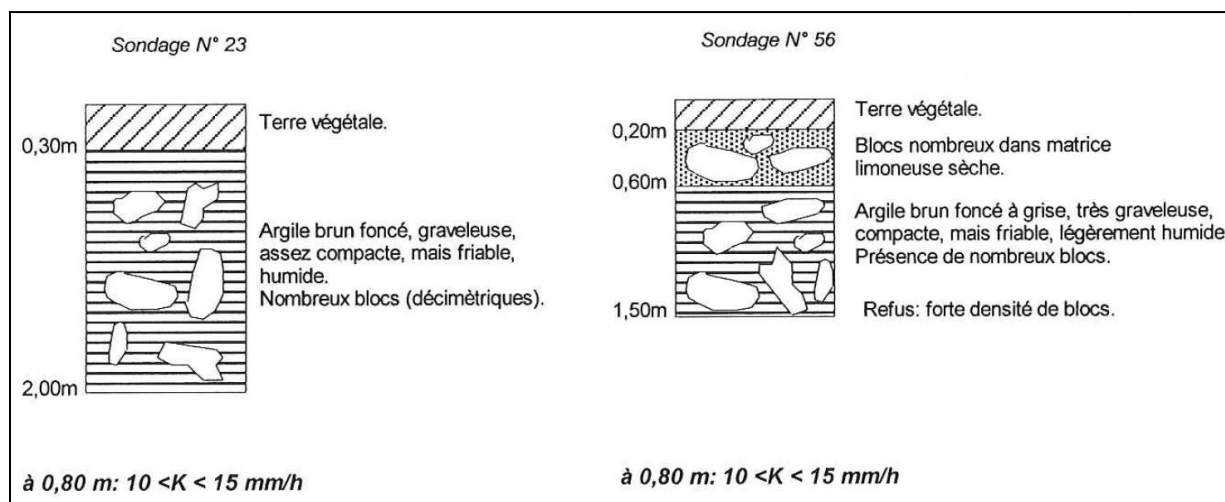 Sondage N° 23
0,30m
Terre végétale.
Argile brun foncé, graveleuse,
assez compacte, mais friable,
humide.
Nombreux blocs (décimètriques).
2,00m
à 0,80 m: 10 <K < 15 mm/h
Sondage N° 56
Terre végétale.
0,20m
Blocs nombreux dans matrice
limoneuse sèche.
0,60m
Argile brun foncé à grise, très graveleuse,
compacte, mais friable, légèrement humide
Présence de nombreux blocs.
1,50m
Refus: forte densité de blocs.
à 0,80 m: 10 <K < 15 mm/h